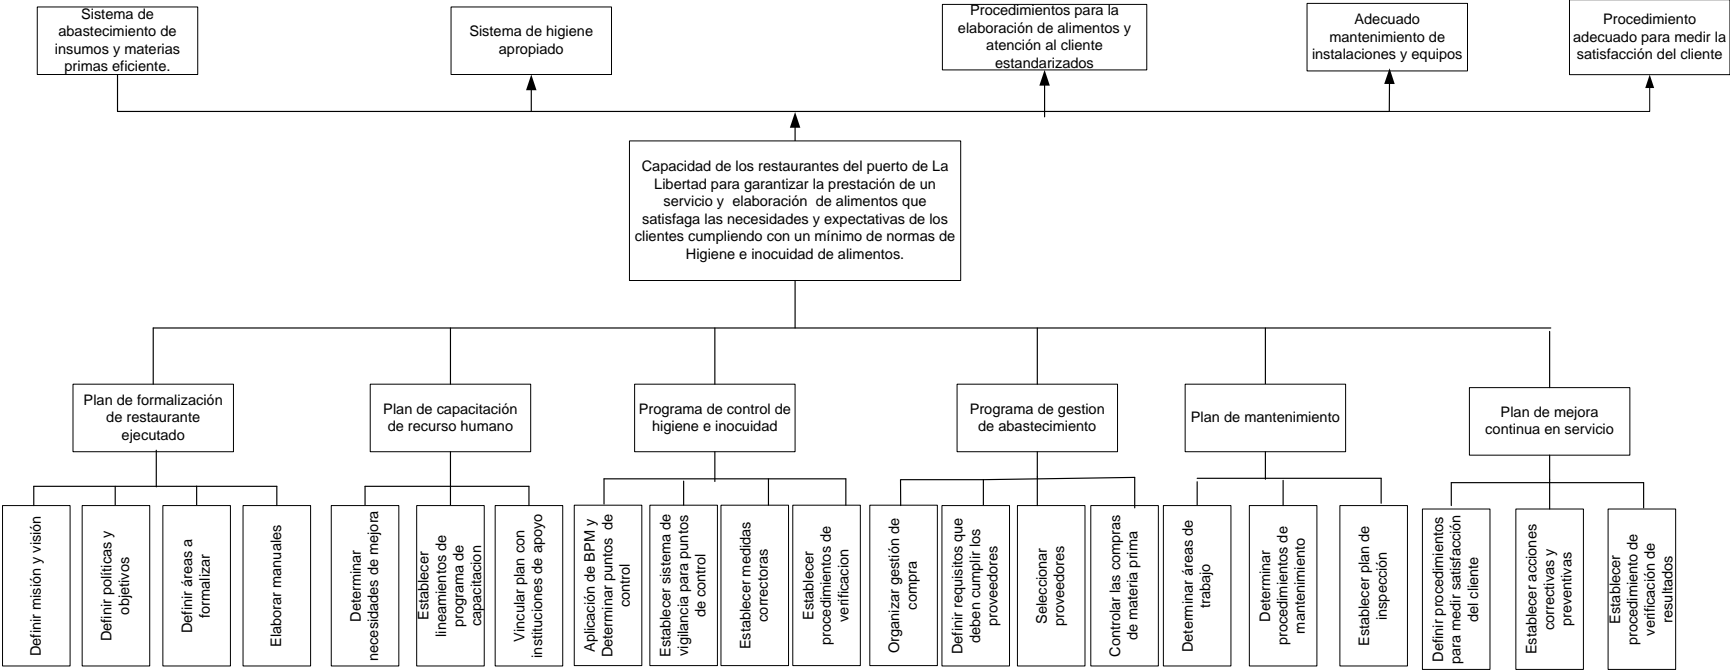 Sistema de
abastecimiento de
insumos y materias
primas eficiente.
Sistema de higiene
apropiado
Procedimientos para la
elaboración de alimentos y
atención al cliente
estandarizados
Adecuado
mantenimiento de
instalaciones y equipos
Procedimiento
adecuado para medir la
satisfacción del cliente
Capacidad de los restaurantes del puerto de La
Libertad para garantizar la prestación de un
servicio y elaboración de alimentos que
satisfaga las necesidades y expectativas de los
clientes cumpliendo con un mínimo de normas de
Higiene e inocuidad de alimentos.
Plan de formalización
de restaurante
ejecutado
Plan de capacitación
de recurso humano
Programa de control de
higiene e inocuidad
Programa de gestion
de abastecimiento
Plan de mantenimiento
Plan de mejora
continua en servicio
Definir misión y visión
Definir políticas y
objetivos
Definir áreas a
formalizar
Elaborar manuales
Determinar
necesidades de mejora
Establecer
lineamientos de
programa de
capacitacion
Vincular plan con
instituciones de apoyo
Aplicación de BPM y
Determinar puntos de
control
Establecer sistema de
vigilancia para puntos
de control
Establecer medidas
correctoras
Establecer
procedimientos de
verificacion
Organizar gestión de
compra
Definir requisitos que
deben cumplir los
proveedores
Seleccionar
proveedores
Controlar las compras
de materia prima
Determinar áreas de
trabajo
Determinar
procedimientos de
mantenimiento
Establecer plan de
inspección
Definir procedimientos
para medir satisfacción
del cliente
Establecer acciones
correctivas y
preventivas
Establecer
procedimiento de
verificación de
resultados